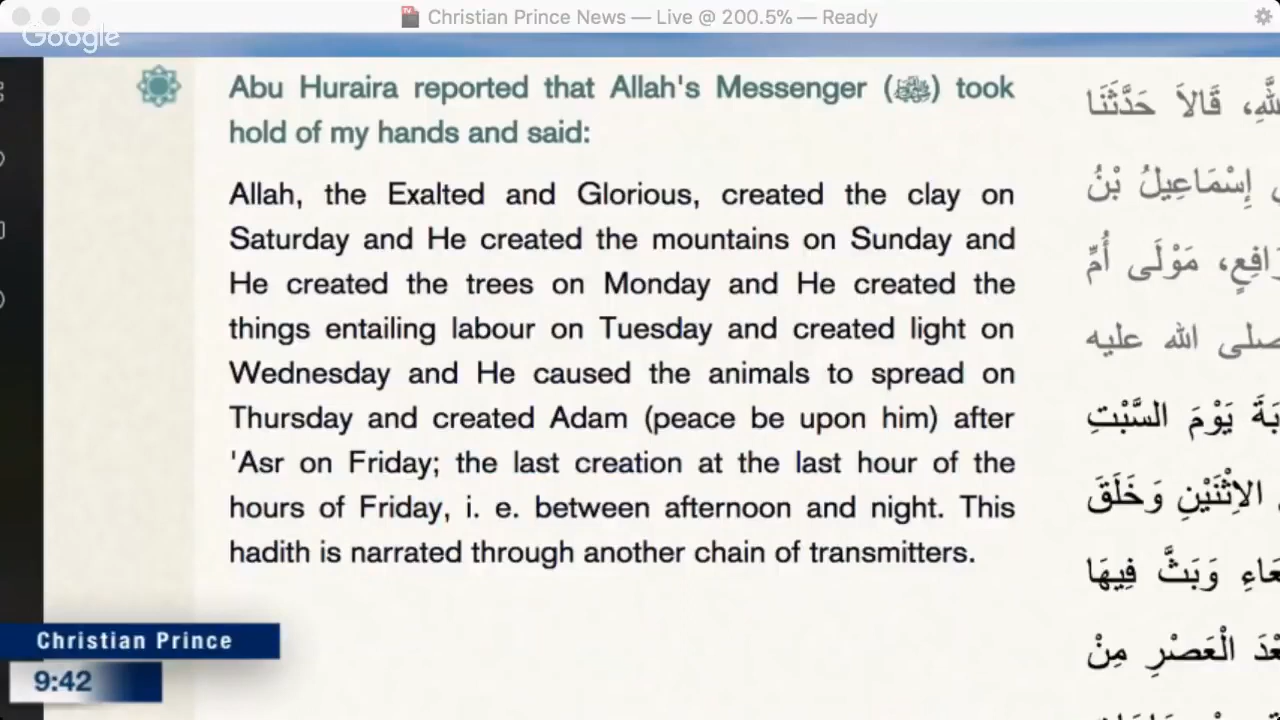 Christian Prince News — Live @ 200.5% — Ready
Google
Abu Huraira reported that Allah's Messenger (ﷺ) took
hold of my hands and said:
Allah, the Exalted and Glorious, created the clay on
Saturday and He created the mountains on Sunday and
He created the trees on Monday and He created the
things entailing labour on Tuesday and created light on
Wednesday and He caused the animals to spread on
Thursday and created Adam (peace be upon him) after
'Asr on Friday; the last creation at the last hour of the
hours of Friday, i. e. between afternoon and night. This
hadith is narrated through another chain of transmitters.
قَالاَ حَدَّثَنَا
إِسْمَاعِيلُ بْنُ
مَوْلَى أُمِّ
الله عليه
يَوْمَ السَّبْتِ
الاِثْنَيْنِ وَخَلَقَ
وَبَثَّ فِيهَا
الْعَصْرِ مِنْ
Christian Prince
9:42